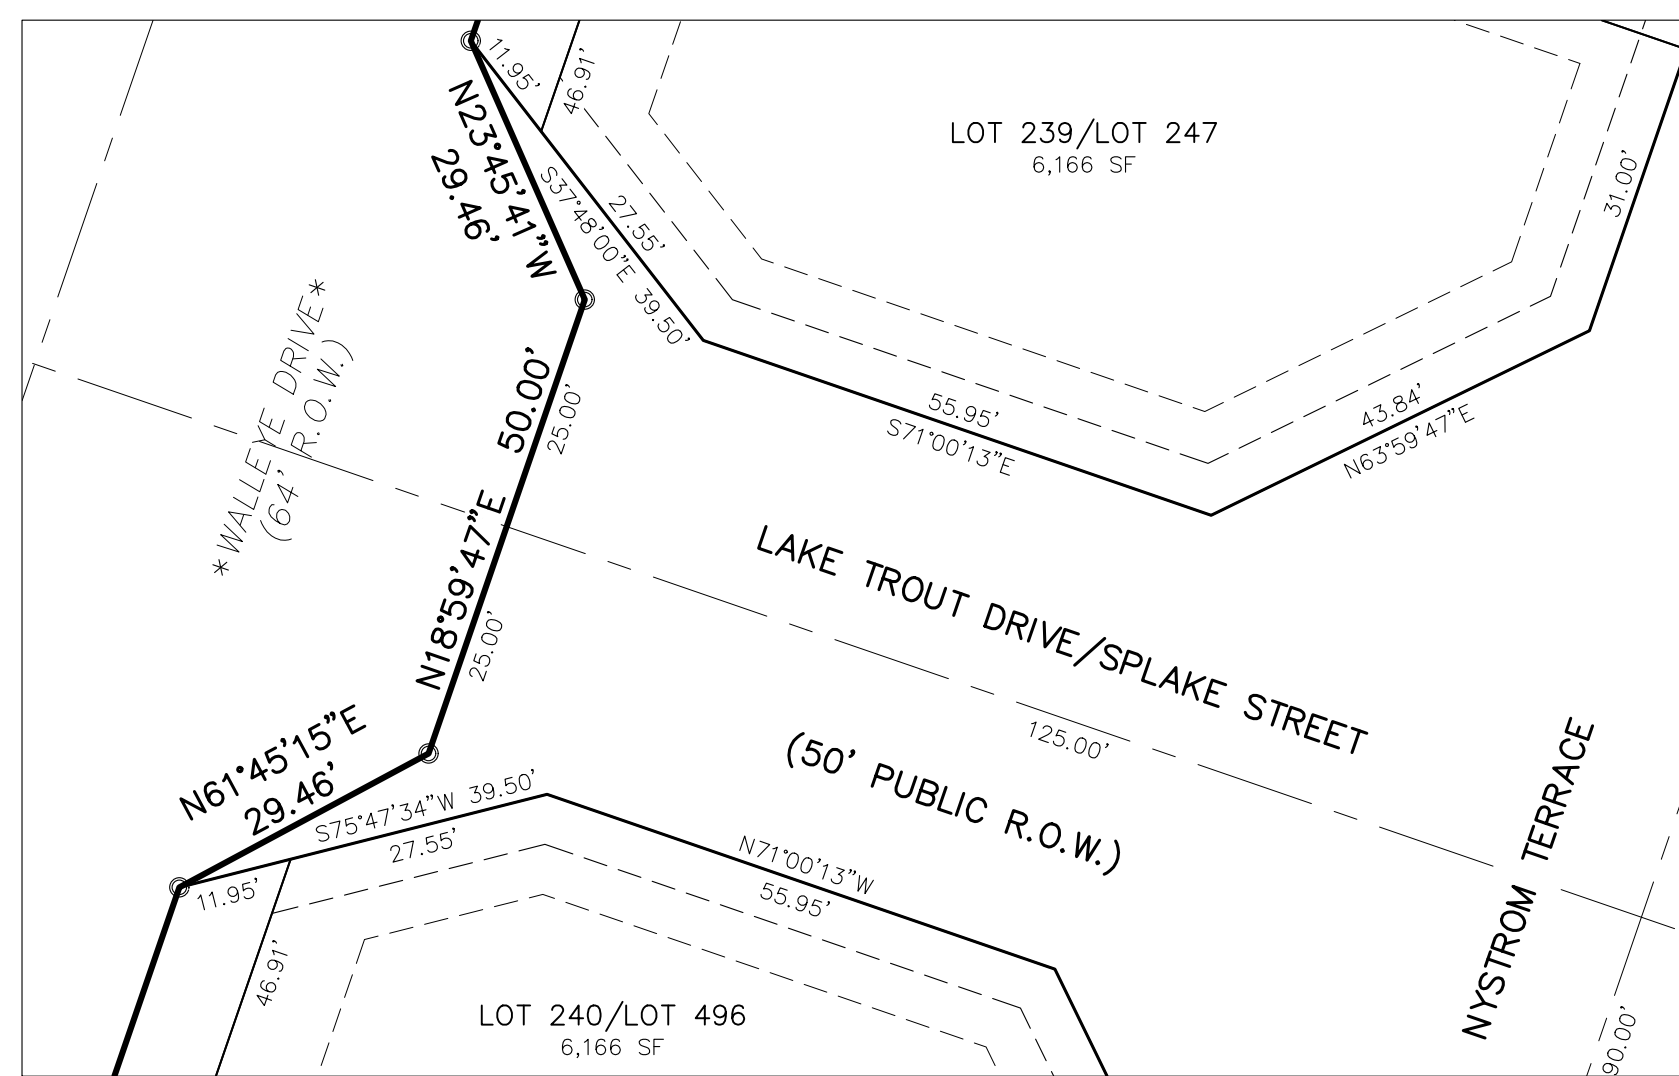 11.95'
46.91'
N23°45'41"W
29.46'
S37°48'00"E 39.50'
27.55'
LOT 239/LOT 247
6,166 SF
31.00'
*WALLEYE DRIVE*
(64' R.O.W.)
50.00'
25.00'
N18°59'47"E
25.00'
55.95'
S71°00'13"E
43.84'
N63°59'47"E
LAKE TROUT DRIVE/SPLAKE STREET
125.00'
(50' PUBLIC R.O.W.)
NYSTROM TERRACE
90.00'
N61°45'15"E
29.46'
S75°47'34"W 39.50'
27.55'
11.95'
46.91'
N71°00'13"W
55.95'
LOT 240/LOT 496
6,166 SF